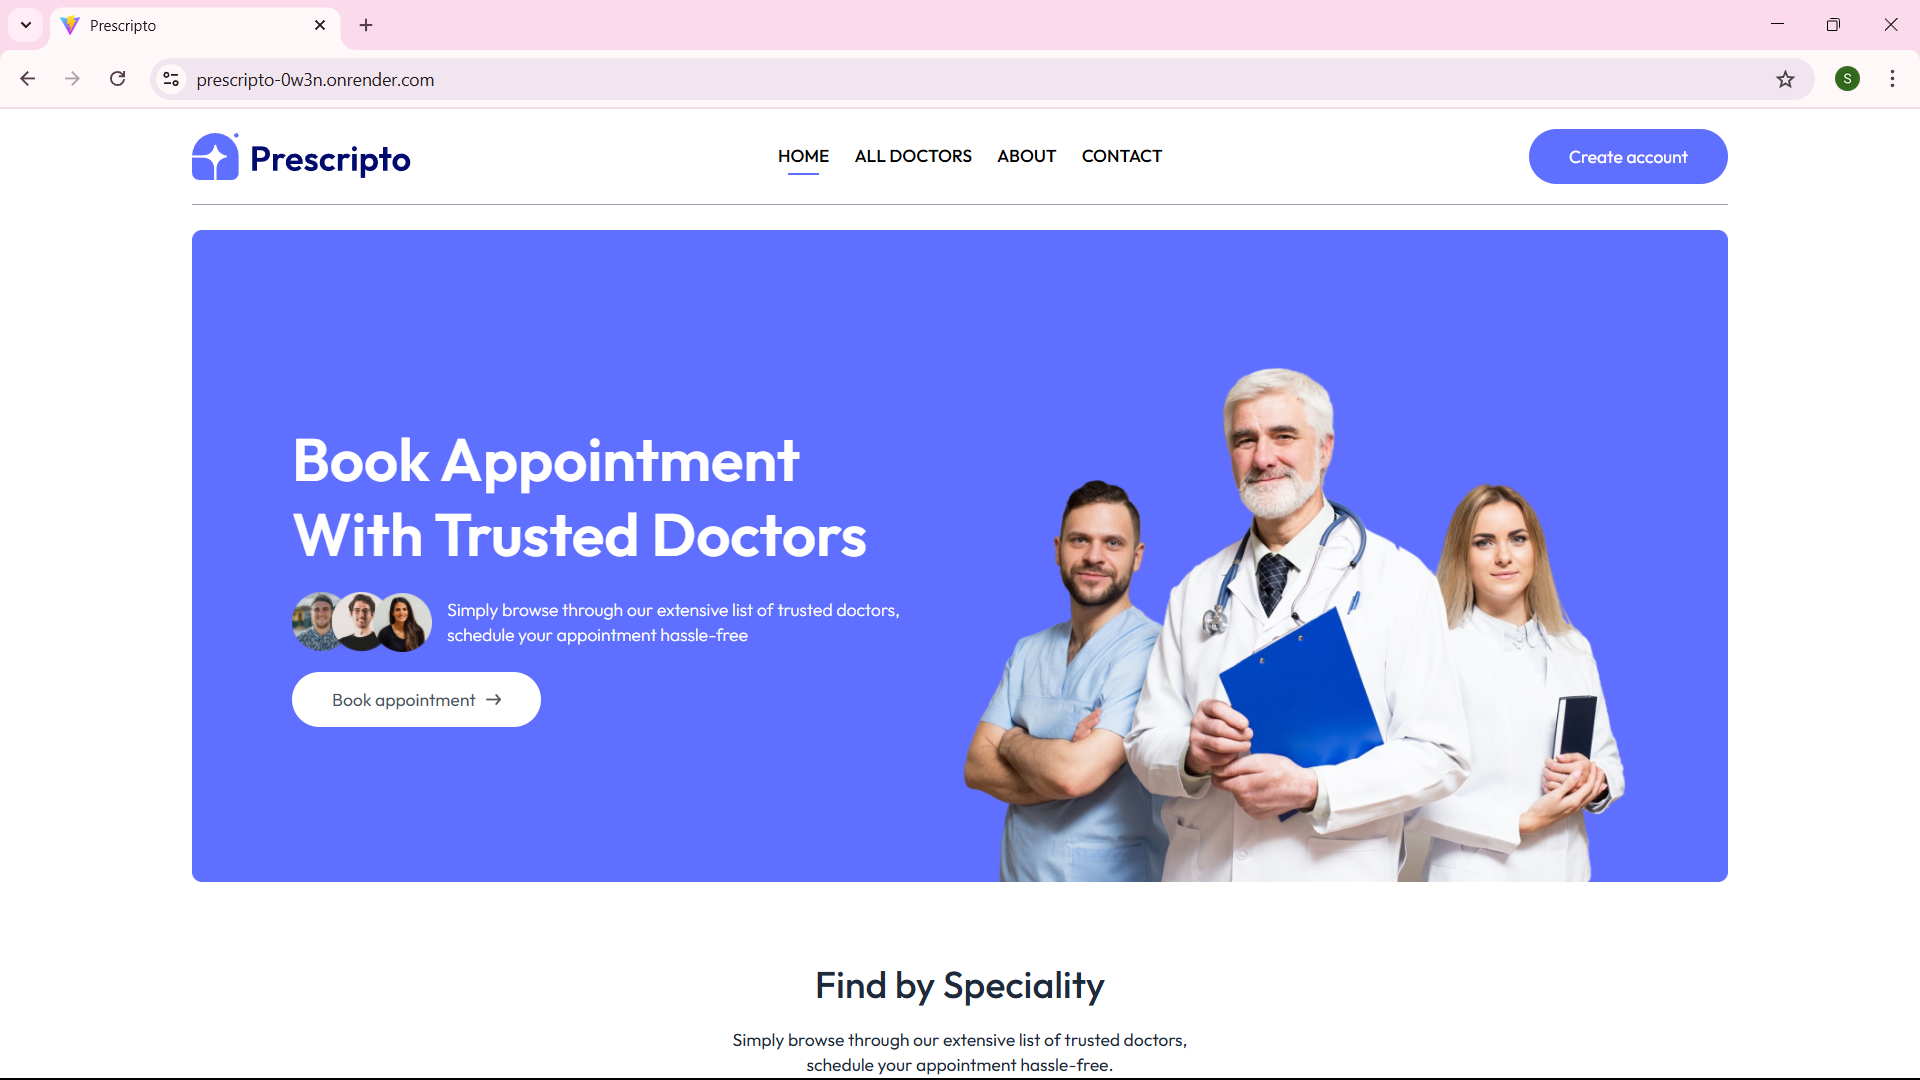 Prescripto
prescripto-0w3n.onrender.com
S
Prescripto
HOME ALL DOCTORS ABOUT CONTACT
Create account
Book Appointment
With Trusted Doctors
Simply browse through our extensive list of trusted doctors,
schedule your appointment hassle-free
Book appointment →
Find by Speciality
Simply browse through our extensive list of trusted doctors,
schedule your appointment hassle-free.